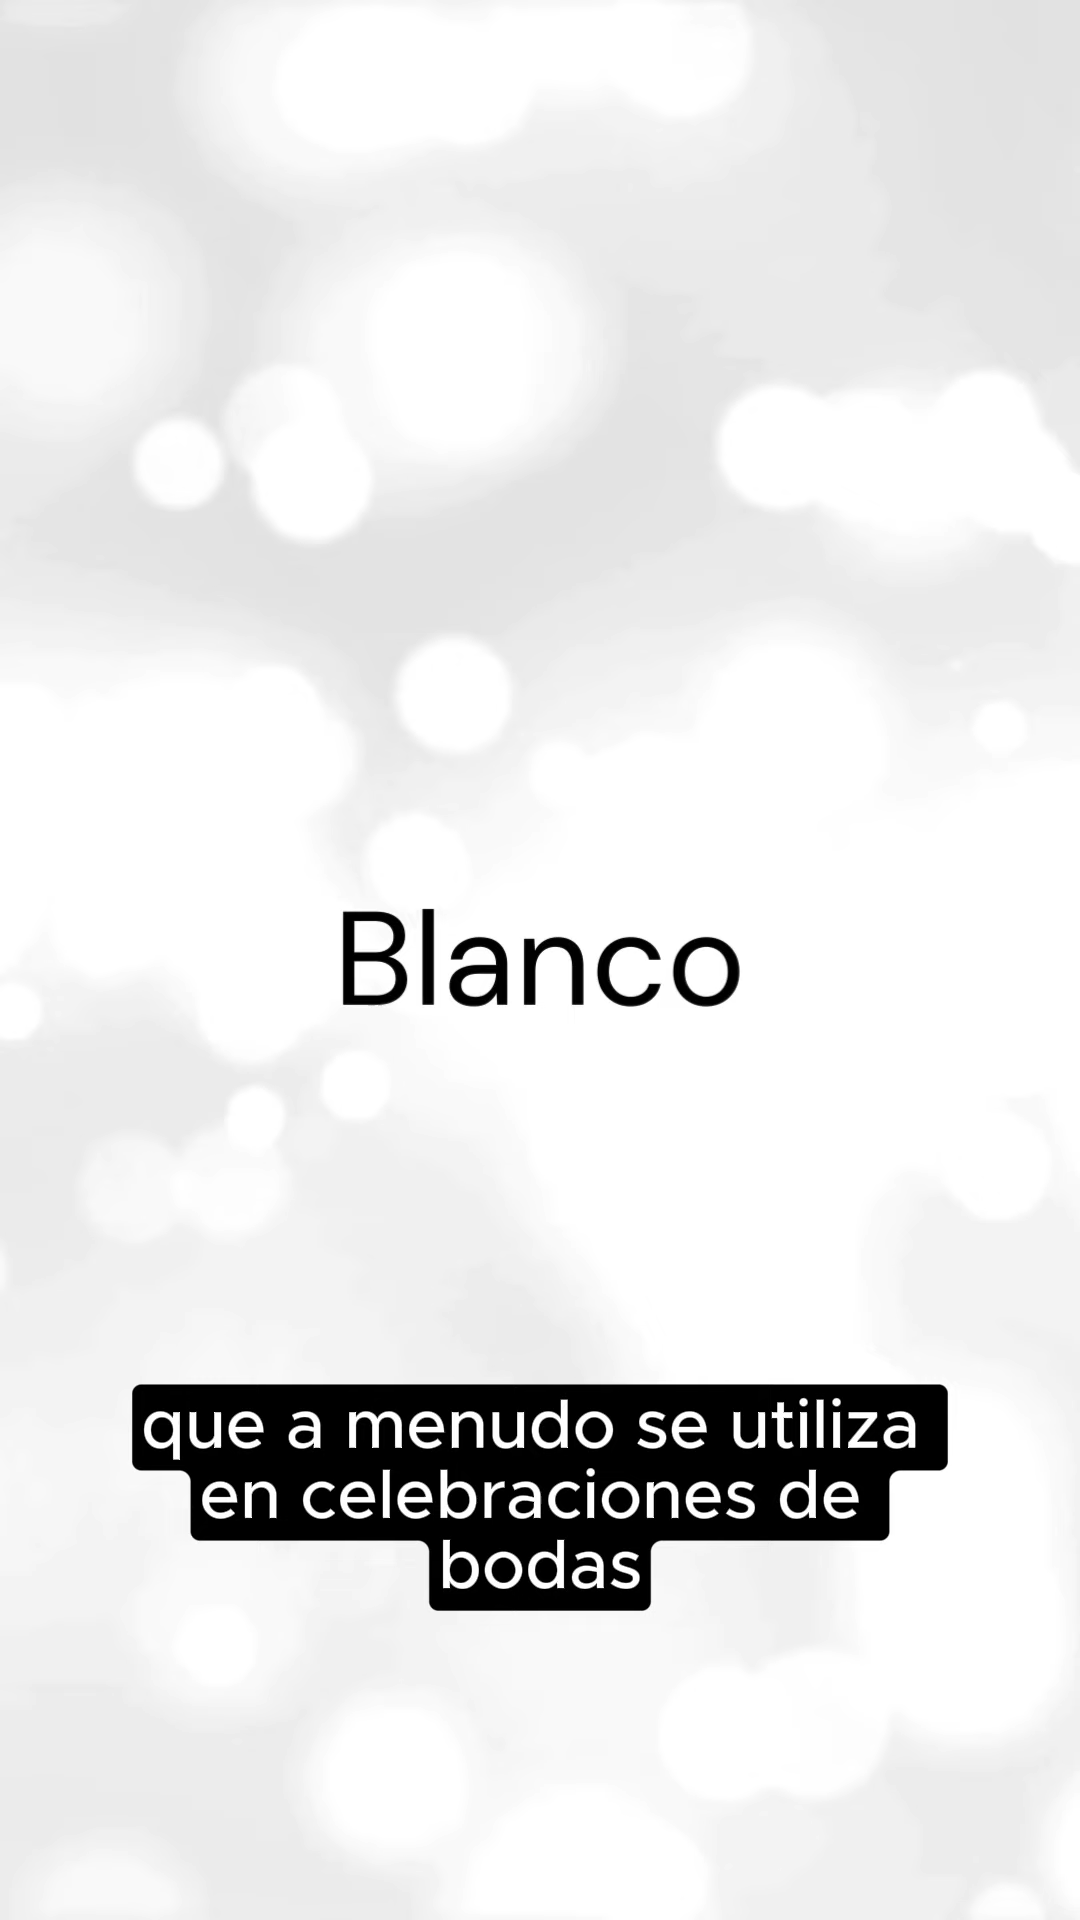 Blanco
que a menudo se utiliza
en celebraciones de
bodas